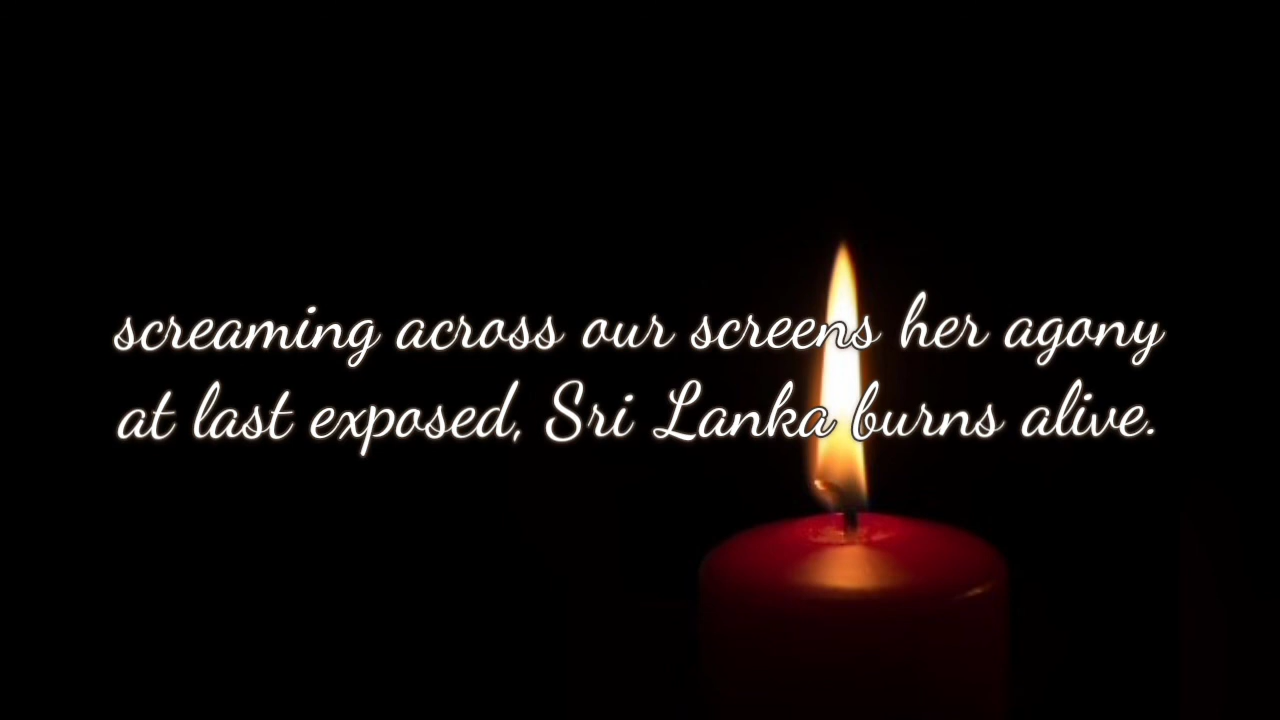 screaming across our screens her agony
at last exposed, Sri Lanka burns alive.